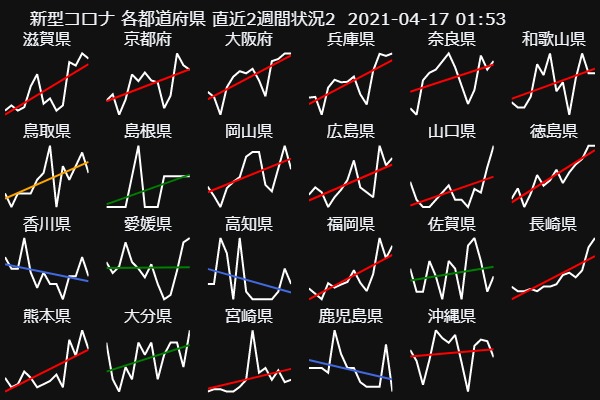 新型コロナ 各都道府県 直近2週間状況2 2021-04-17 01:53
滋賀県 京都府 大阪府 兵庫県 奈良県 和歌山県
鳥取県 島根県 岡山県 広島県 山口県 徳島県
香川県 愛媛県 高知県 福岡県 佐賀県 長崎県
熊本県 大分県 宮崎県 鹿児島県 沖縄県